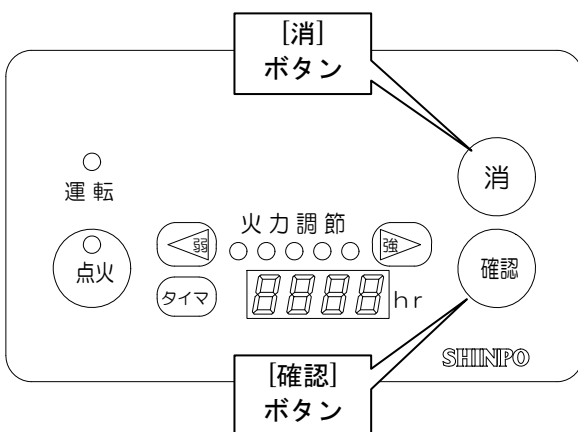 [消]
ボタン
消
運転
火力調節
弱
強
点火
確認
タイマ
8888 hr
SHINPO
[確認]
ボタン